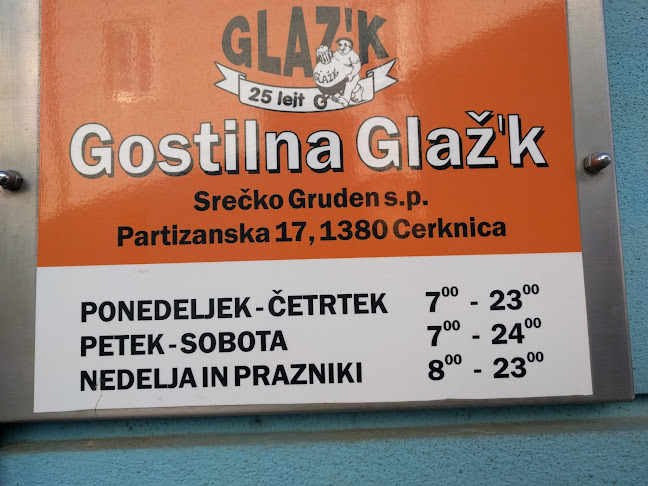 GLAŽ'K
GLAŽ'K
25 lejt
Gostilna Glaž'k
Srečko Gruden s.p.
Partizanska 17, 1380 Cerknica
PONEDELJEK - ČETRTEK 7⁰⁰ - 23⁰⁰
PETEK - SOBOTA 7⁰⁰ - 24⁰⁰
NEDELJA IN PRAZNIKI 8⁰⁰ - 23⁰⁰